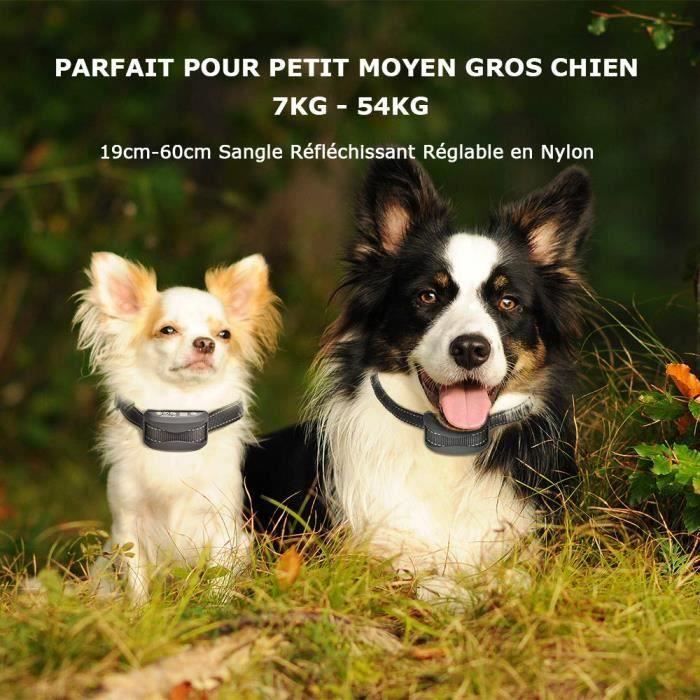 PARFAIT POUR PETIT MOYEN GROS CHIEN
7KG - 54KG
19cm-60cm Sangle Réfléchissant Réglable en Nylon